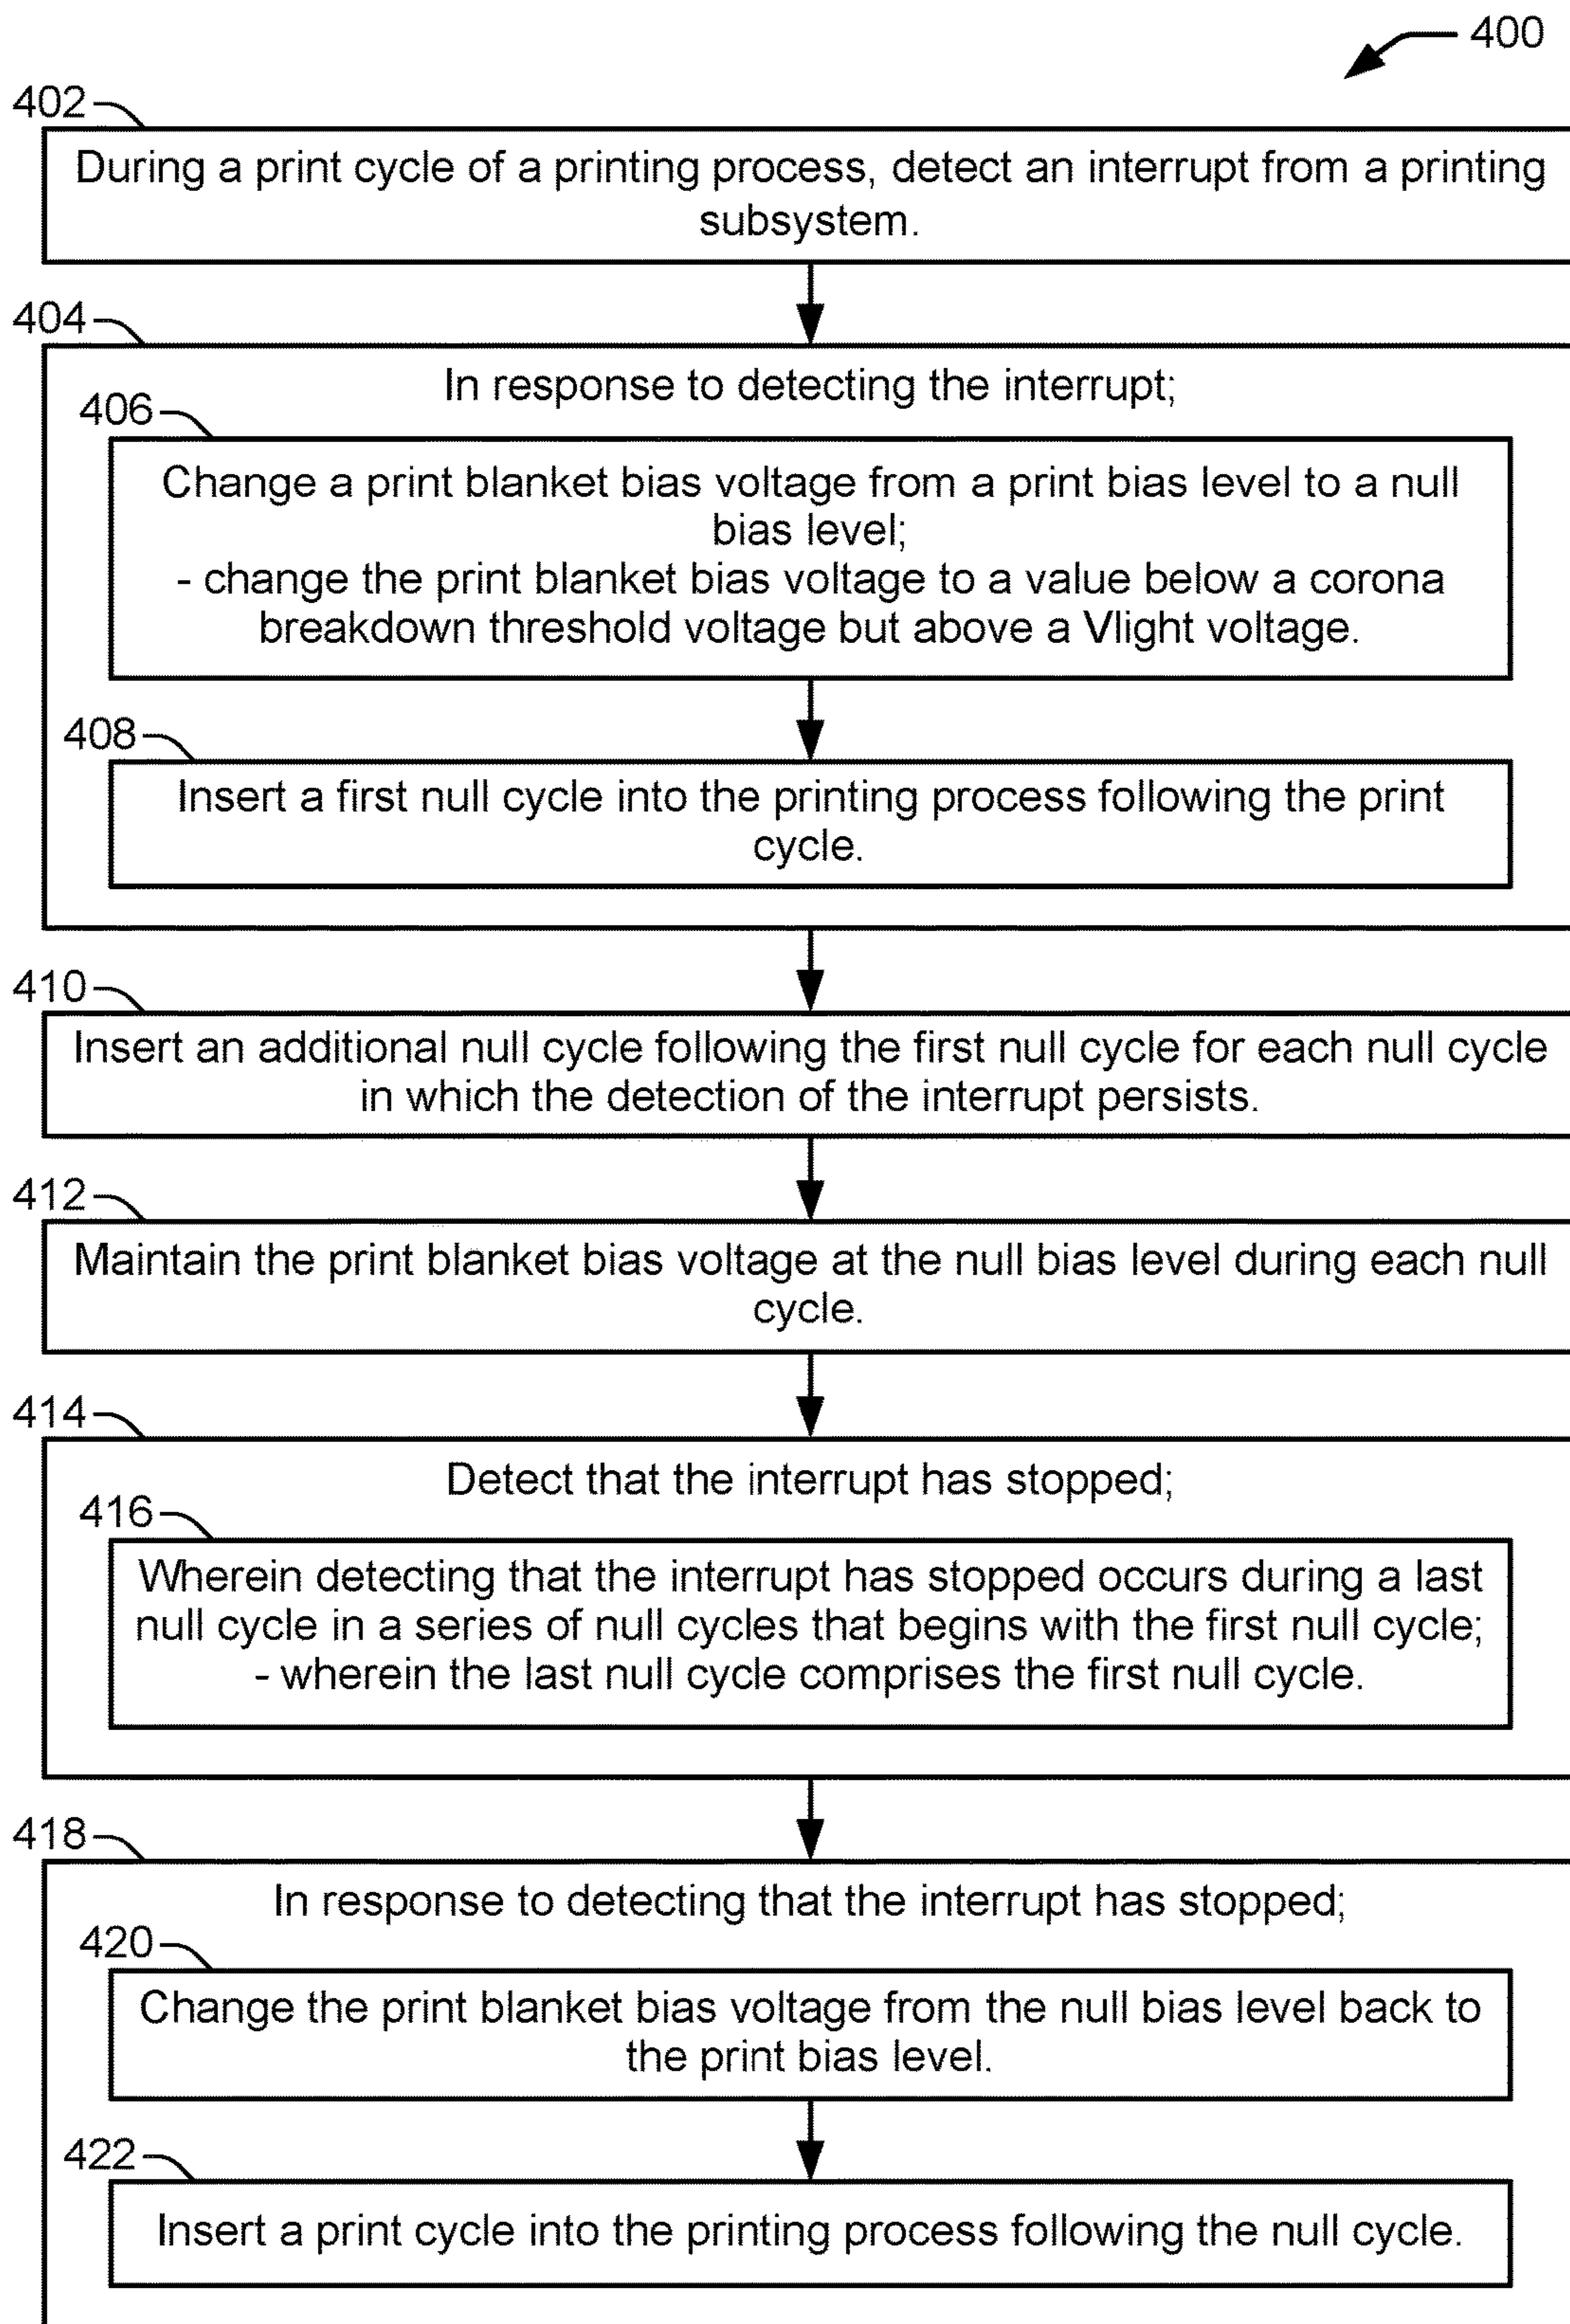 400
402
During a print cycle of a printing process, detect an interrupt from a printing
subsystem.
404
In response to detecting the interrupt;
406
Change a print blanket bias voltage from a print bias level to a null
bias level;
- change the print blanket bias voltage to a value below a corona
breakdown threshold voltage but above a Vlight voltage.
408
Insert a first null cycle into the printing process following the print
cycle.
410
Insert an additional null cycle following the first null cycle for each null cycle
in which the detection of the interrupt persists.
412
Maintain the print blanket bias voltage at the null bias level during each null
cycle.
414
Detect that the interrupt has stopped;
416
Wherein detecting that the interrupt has stopped occurs during a last
null cycle in a series of null cycles that begins with the first null cycle;
- wherein the last null cycle comprises the first null cycle.
418
In response to detecting that the interrupt has stopped;
420
Change the print blanket bias voltage from the null bias level back to
the print bias level.
422
Insert a print cycle into the printing process following the null cycle.